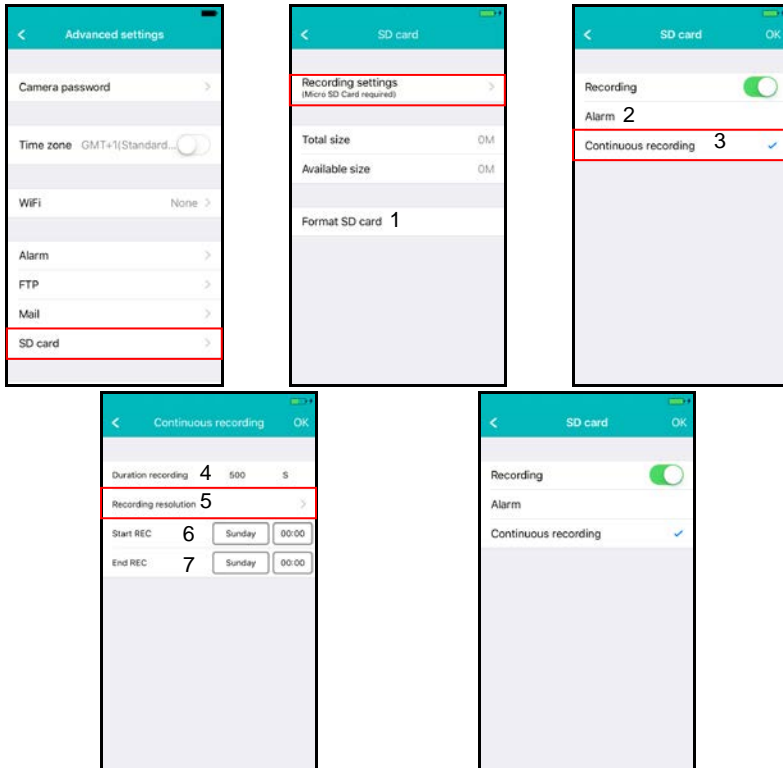 Advanced settings
Camera password
Time zone GMT+1(Standard...
WiFi None
Alarm
FTP
Mail
SD card
SD card
Recording settings
(Micro SD Card required)
Total size 0M
Available size 0M
Format SD card 1
SD card OK
Recording
Alarm 2
Continuous recording 3
Continuous recording OK
Duration recording 4 500 S
Recording resolution 5
Start REC 6 Sunday 00:00
End REC 7 Sunday 00:00
SD card OK
Recording
Alarm
Continuous recording